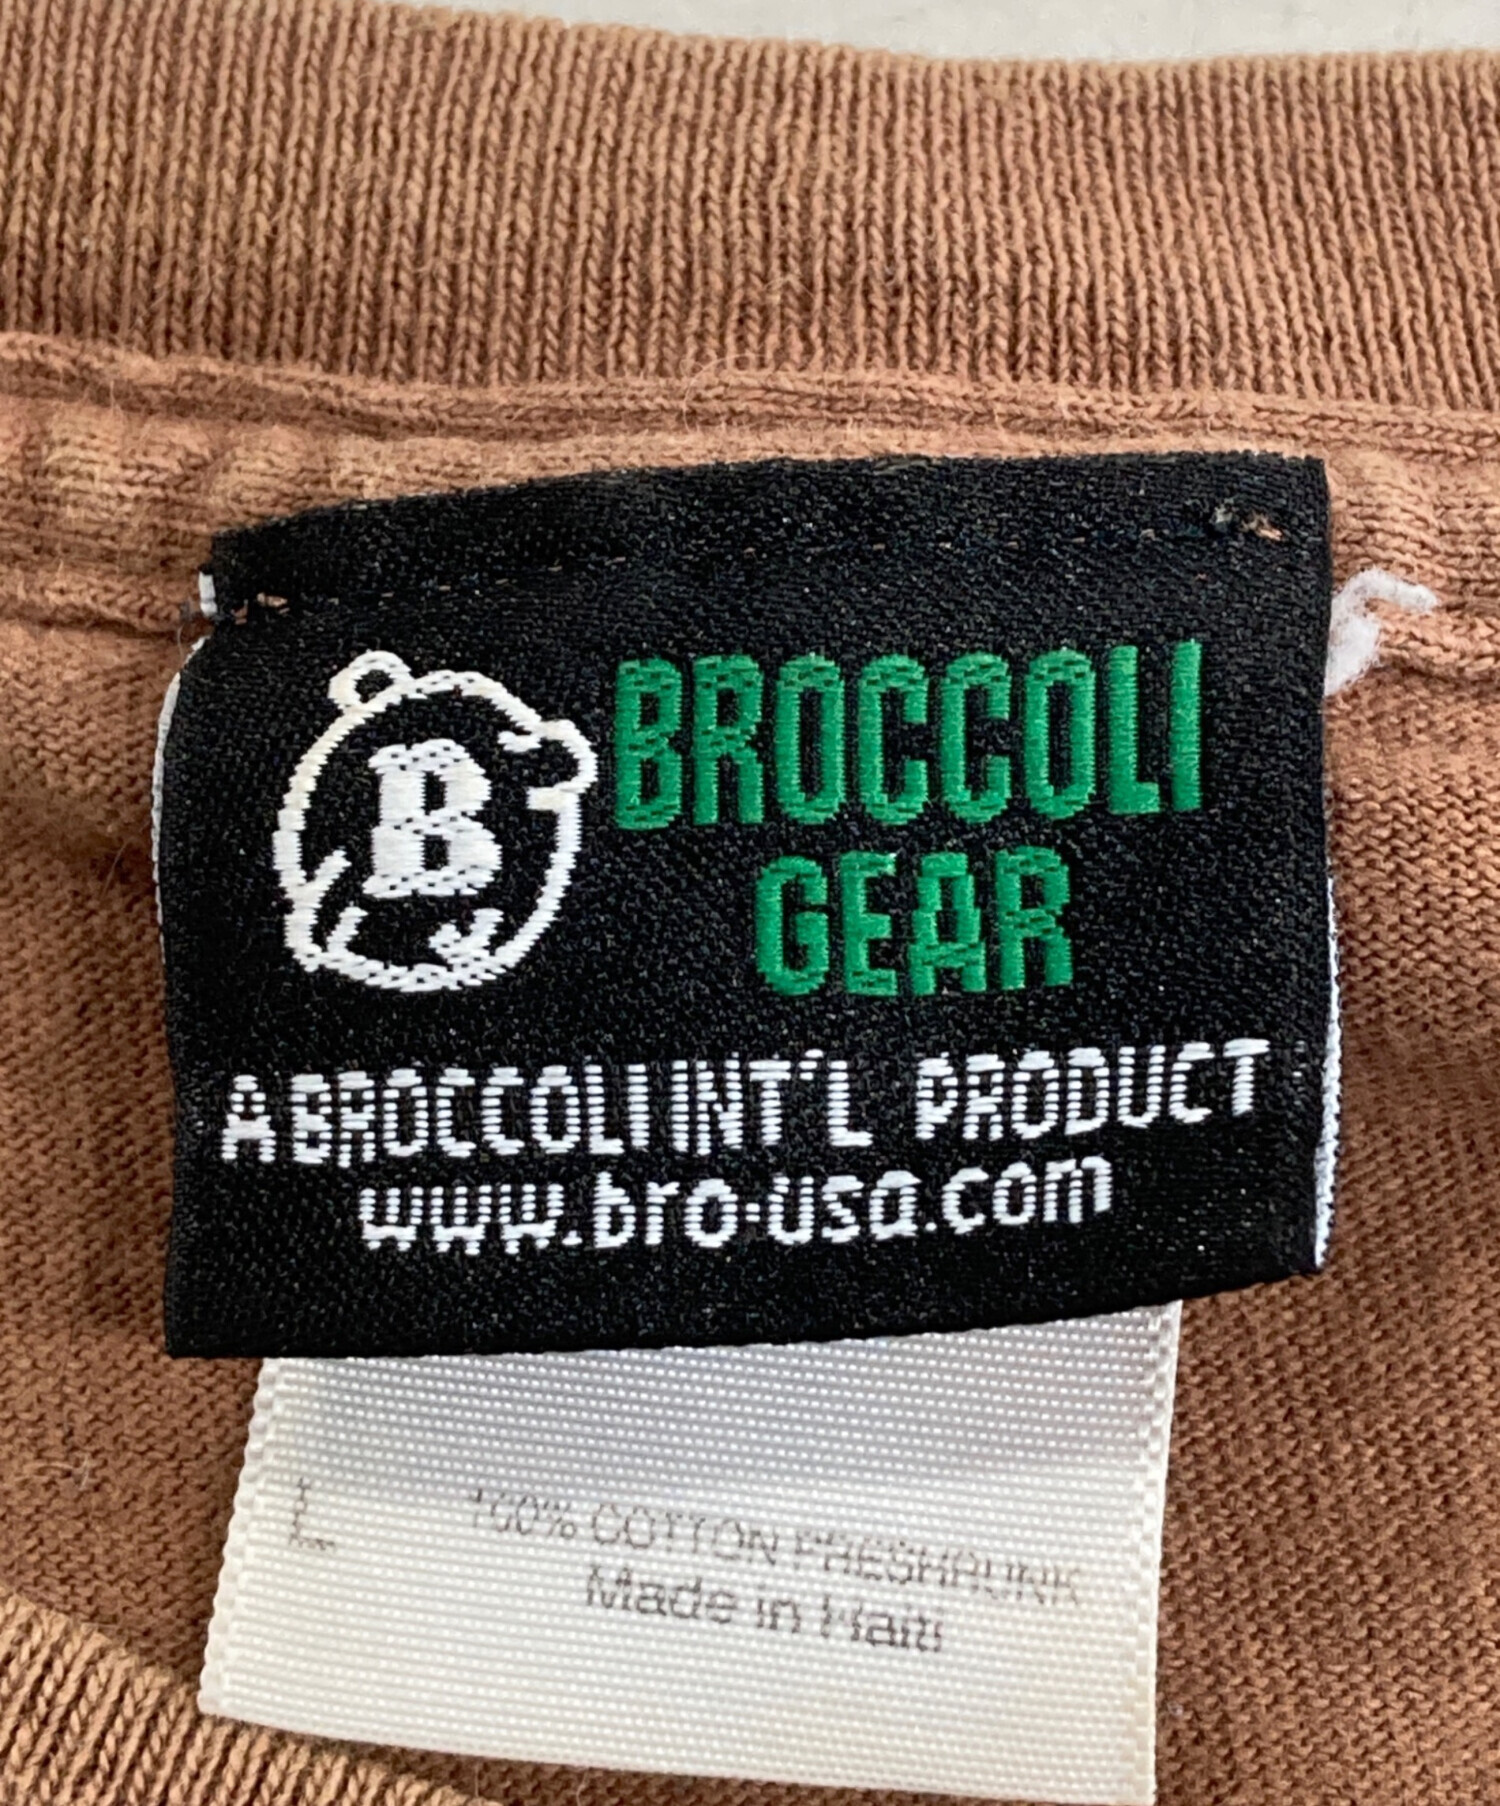 B
BROCCOLI
GEAR
A BROCCOLI INT'L PRODUCT
www.bro-usa.com
L
100% COTTON PRESHRUNK
Made in Haiti